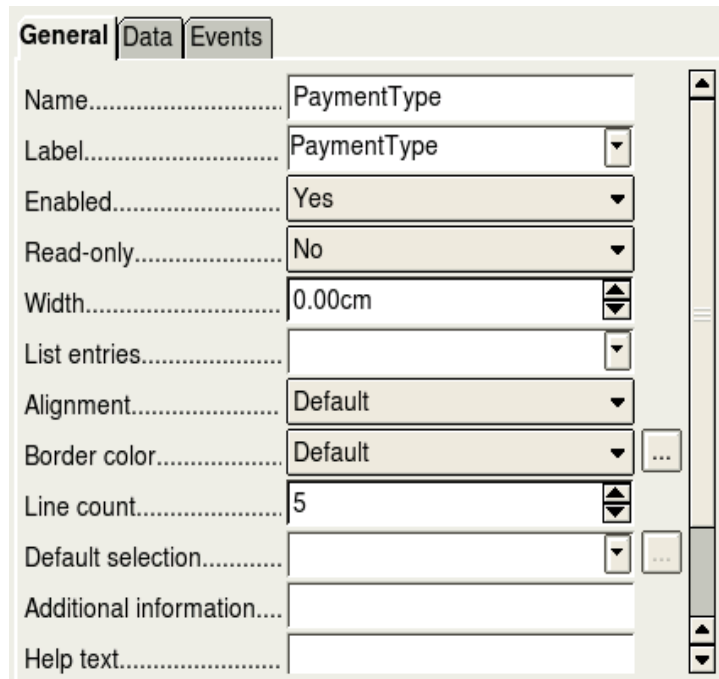 General Data Events
Name............................ PaymentType
Label............................ PaymentType
Enabled........................ Yes
Read-only..................... No
Width............................ 0.00cm
List entries....................
Alignment...................... Default
Border color.................. Default ...
Line count..................... 5
Default selection............ ...
Additional information....
Help text.......................